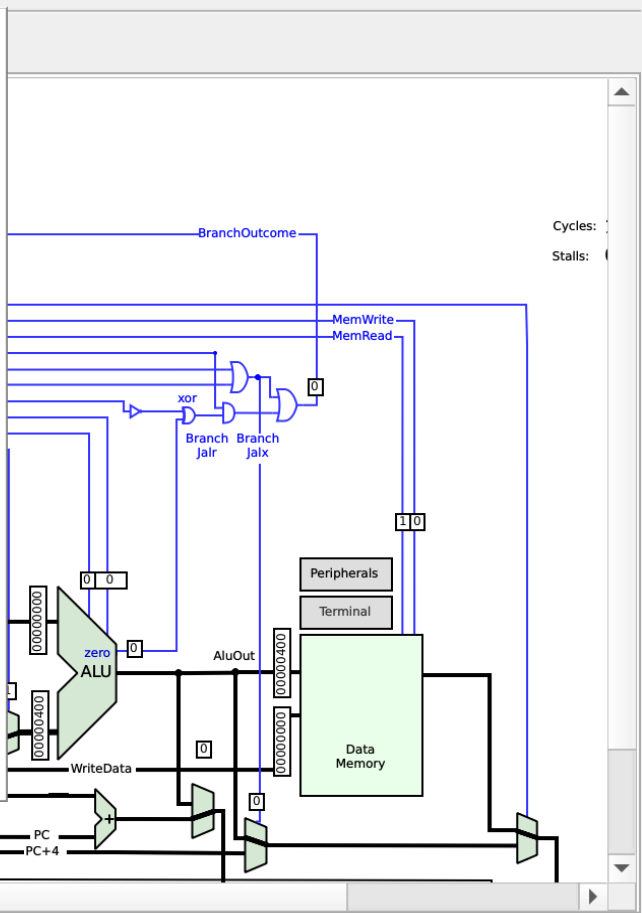 Cycles:
BranchOutcome
Stalls:
MemWrite
MemRead
0
xor
Branch Branch
Jalr Jalx
1 0
Peripherals
0 0
Terminal
00000000
zero
0
AluOut
00000400
ALU
1
00000400
00000000
0
Data
Memory
WriteData
0
+
PC
PC+4